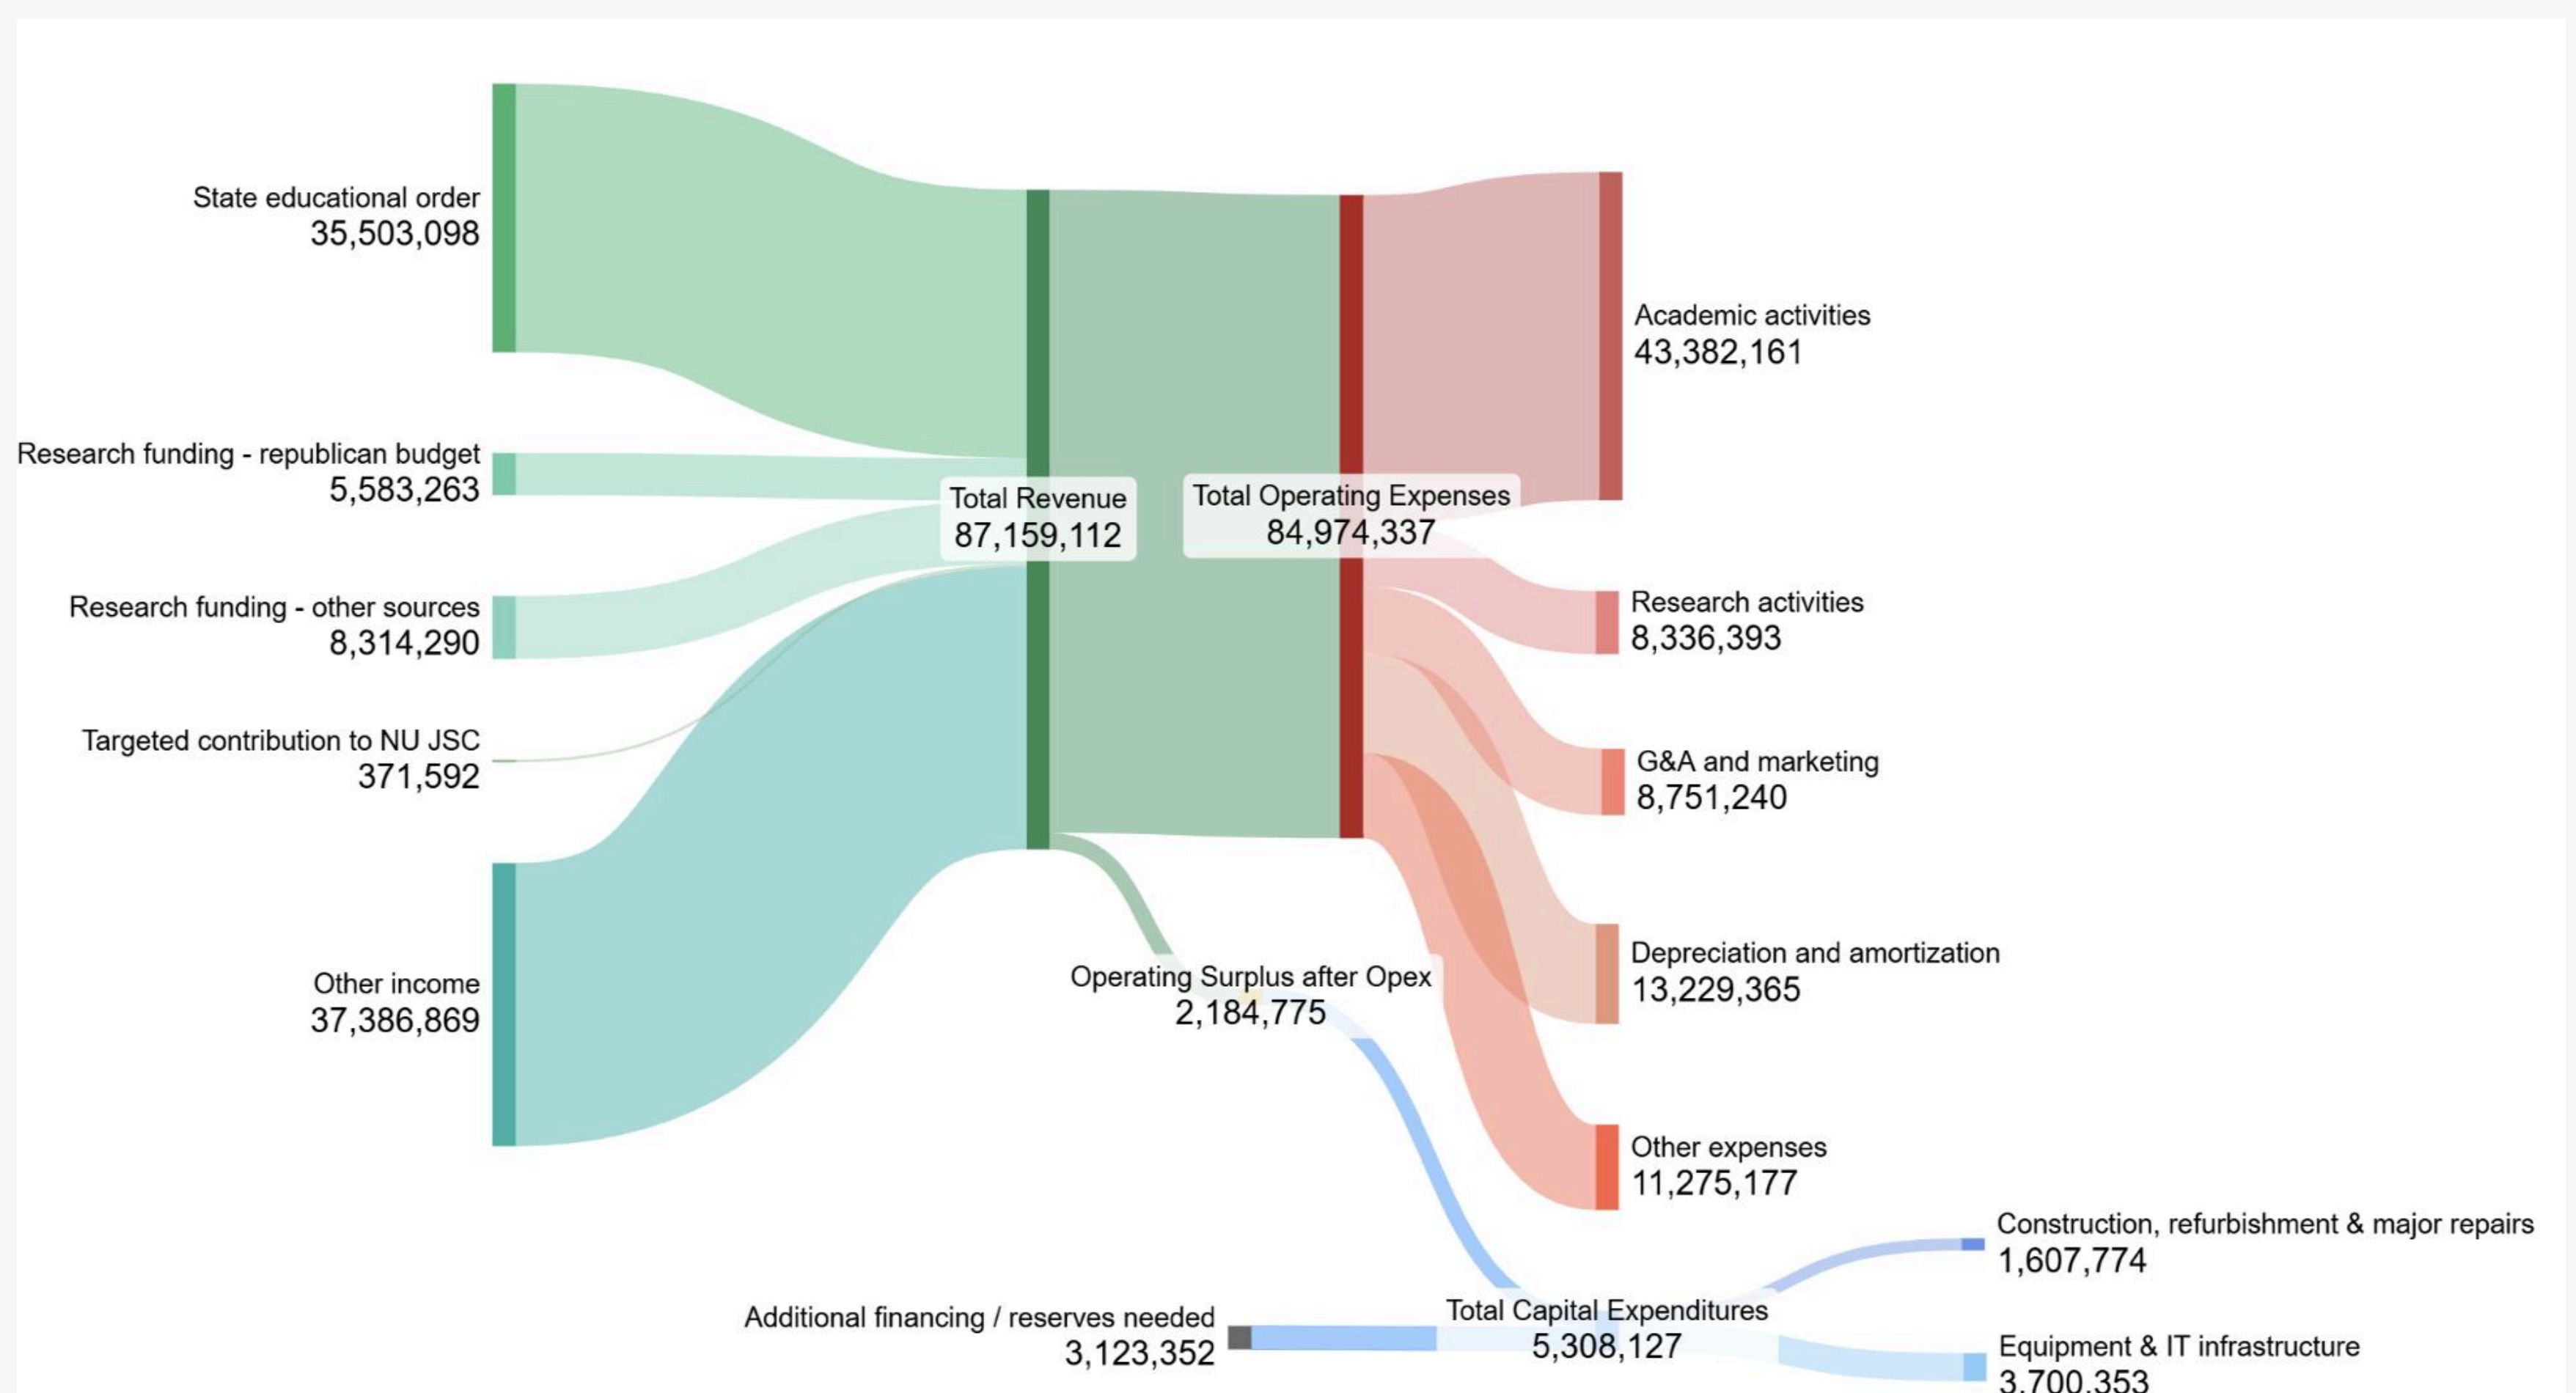 State educational order
35,503,098
Research funding - republican budget
5,583,263
Research funding - other sources
8,314,290
Targeted contribution to NU JSC
371,592
Other income
37,386,869
Total Revenue
87,159,112
Total Operating Expenses
84,974,337
Operating Surplus after Opex
2,184,775
Academic activities
43,382,161
Research activities
8,336,393
G&A and marketing
8,751,240
Depreciation and amortization
13,229,365
Other expenses
11,275,177
Additional financing / reserves needed
3,123,352
Total Capital Expenditures
5,308,127
Construction, refurbishment & major repairs
1,607,774
Equipment & IT infrastructure
3,700,353